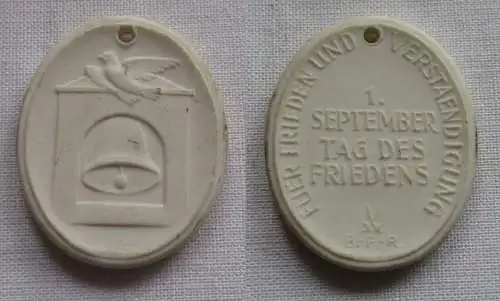 FUER FRIEDEN UND VERSTAENDIGUNG
1.
SEPTEMBER
TAG DES
FRIEDENS
B-P-R